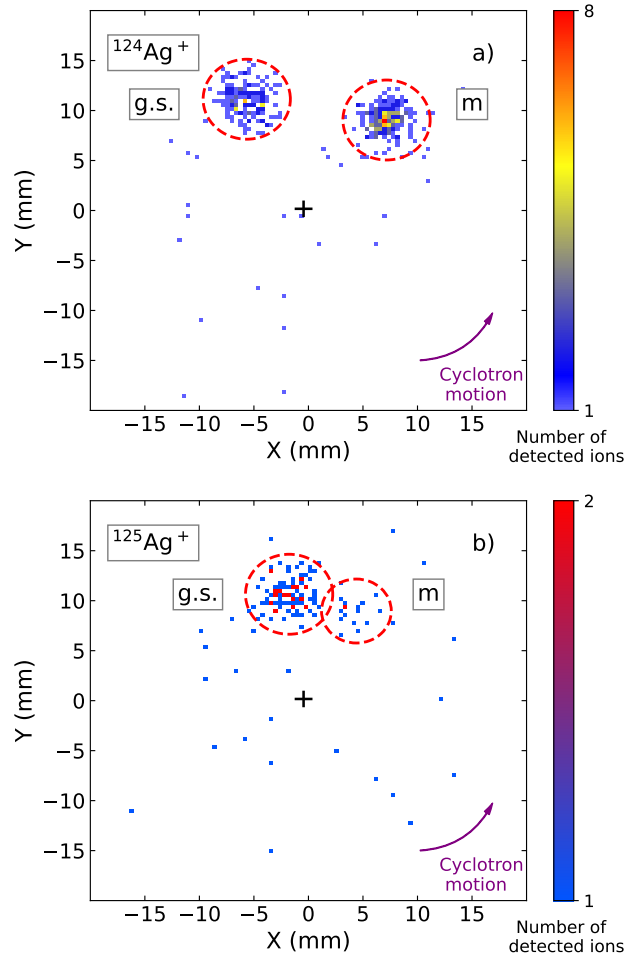 8
¹²⁴Ag⁺
a)
g.s.
m
15
10
5
0
−5
−10
−15
Y (mm)
Cyclotron
motion
1
−15 −10 −5 0 5 10 15
X (mm)
Number of
detected ions
2
¹²⁵Ag⁺
b)
g.s.
m
15
10
5
0
−5
−10
−15
Y (mm)
Cyclotron
motion
1
−15 −10 −5 0 5 10 15
X (mm)
Number of
detected ions